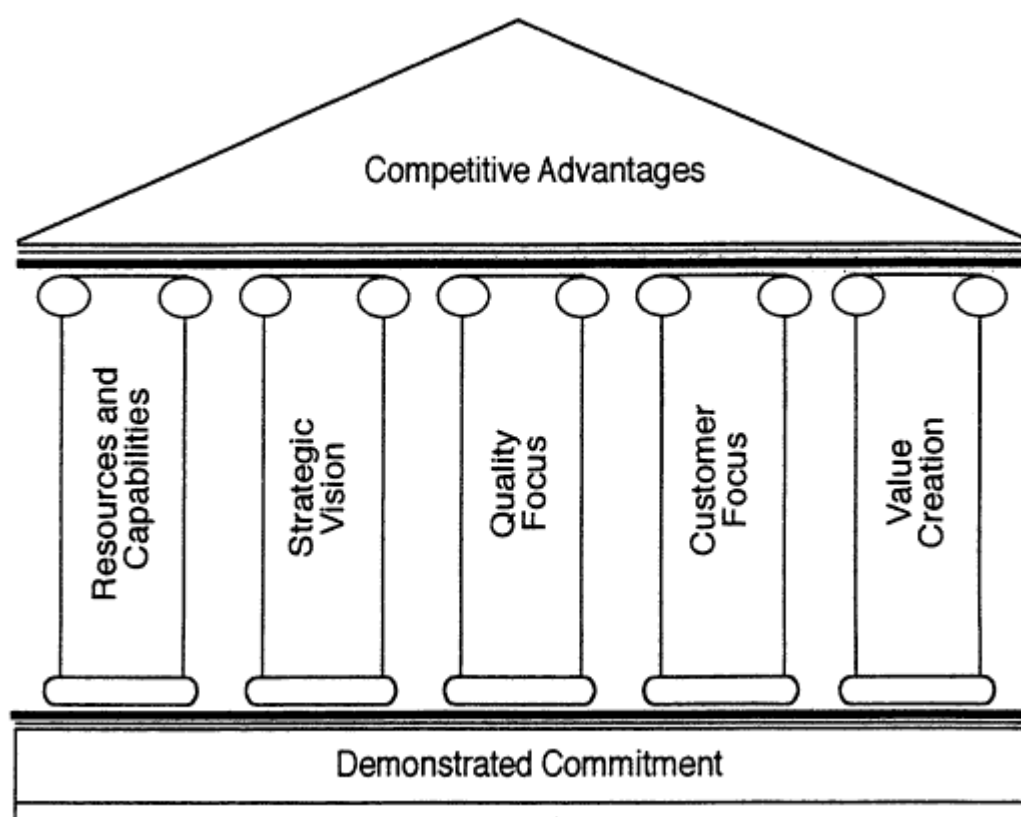 Competitive Advantages
Resources and
Capabilities
Strategic
Vision
Quality
Focus
Customer
Focus
Value
Creation
Demonstrated Commitment